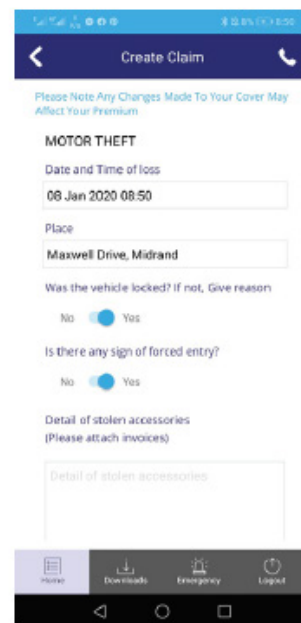 8:50
Create Claim
Please Note Any Changes Made To Your Cover May
Affect Your Premium
MOTOR THEFT
Date and Time of loss
08 Jan 2020 08:50
Place
Maxwell Drive, Midrand
Was the vehicle locked? If not, Give reason
No Yes
Is there any sign of forced entry?
No Yes
Detail of stolen accessories
(Please attach invoices)
Detail of stolen accessories
Home Downloads Emergency Logout